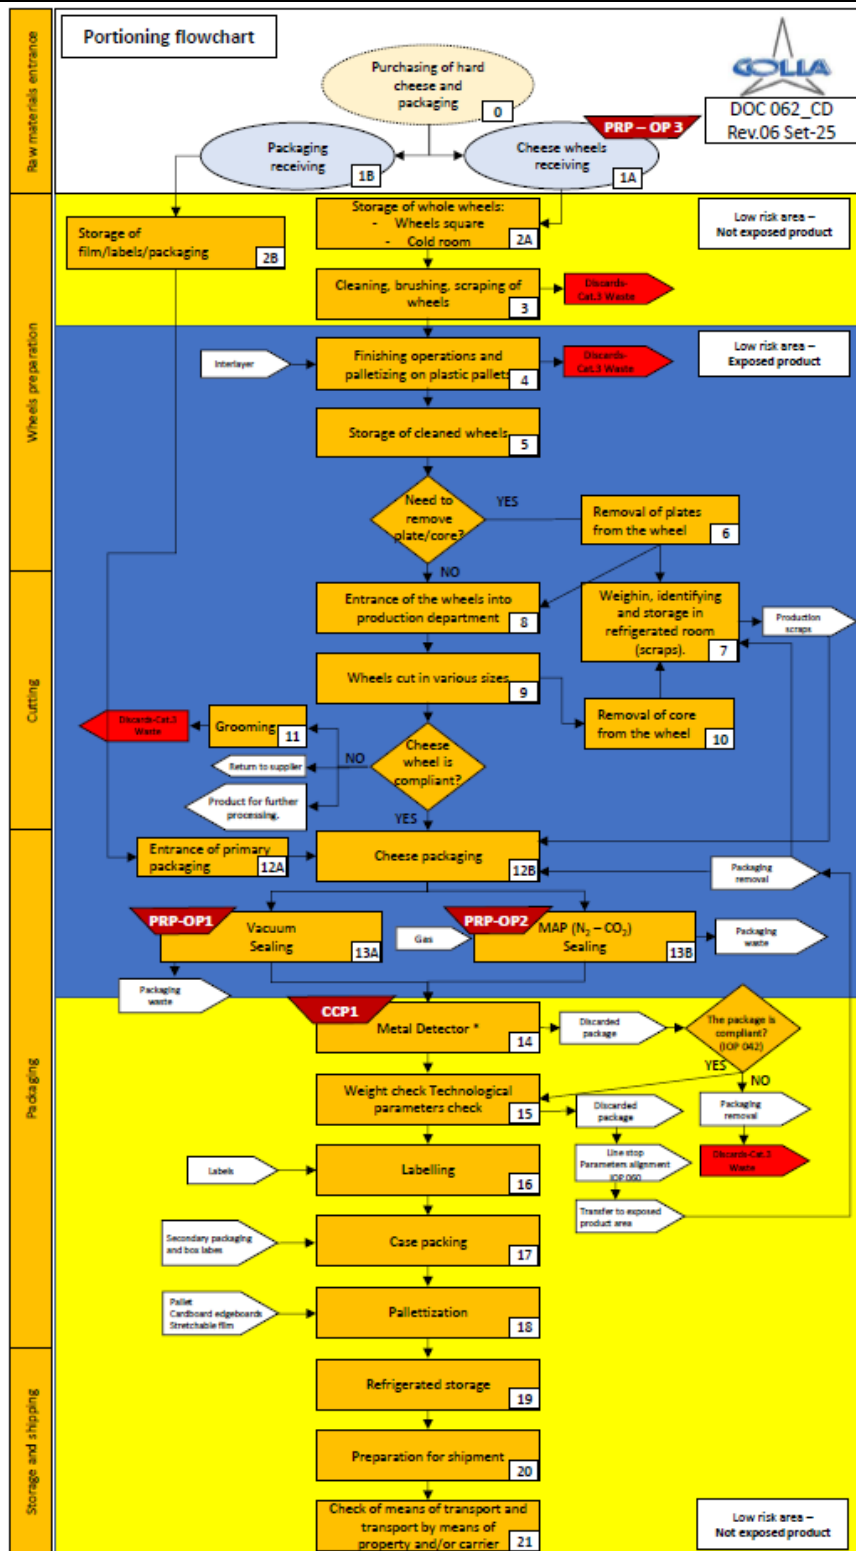 Raw materials entrance
Portioning flowchart
GOLLA
DOC 062_CD
Rev.06 Set-25
Purchasing of hard
cheese and
packaging
0
PRP – OP 3
Packaging
receiving
1B
Cheese wheels
receiving
1A
Wheels preparation
Storage of
film/labels/packaging
2B
Storage of whole wheels:
- Wheels square
- Cold room
2A
Low risk area –
Not exposed product
Cleaning, brushing, scraping of
wheels
3
Discards-
Cat.3 Waste
Interlayer
Finishing operations and
palletizing on plastic pallets
4
Discards-
Cat.3 Waste
Low risk area –
Exposed product
Storage of cleaned wheels
5
Need to
remove
plate/core?
YES
NO
Removal of plates
from the wheel
6
Cutting
Entrance of the wheels into
production department
8
Weighin, identifying
and storage in
refrigerated room
(scraps).
7
Production
scraps
Wheels cut in various sizes
9
Removal of core
from the wheel
10
Discards-Cat.3
Waste
Grooming
11
Return to supplier
Product for further
processing.
NO
Cheese
wheel is
compliant?
YES
Packaging
Entrance of primary
packaging
12A
Cheese packaging
12B
Packaging
removal
PRP-OP1
Vacuum
Sealing
13A
Gas
PRP-OP2
MAP (N₂ – CO₂)
Sealing
13B
Packaging
waste
Packaging
waste
CCP1
Metal Detector *
14
Discarded
package
The package is
compliant?
(IOP 042)
YES
NO
Weight check Technological
parameters check
15
Discarded
package
Packaging
removal
Line stop
Parameters alignment
IOP 060
Discards-Cat.3
Waste
Labels
Labelling
16
Transfer to exposed
product area
Secondary packaging
and box labes
Case packing
17
Pallet
Cardboard edgeboards
Stretchable film
Pallettization
18
Storage and shipping
Refrigerated storage
19
Preparation for shipment
20
Check of means of transport and
transport by means of
property and/or carrier
21
Low risk area –
Not exposed product